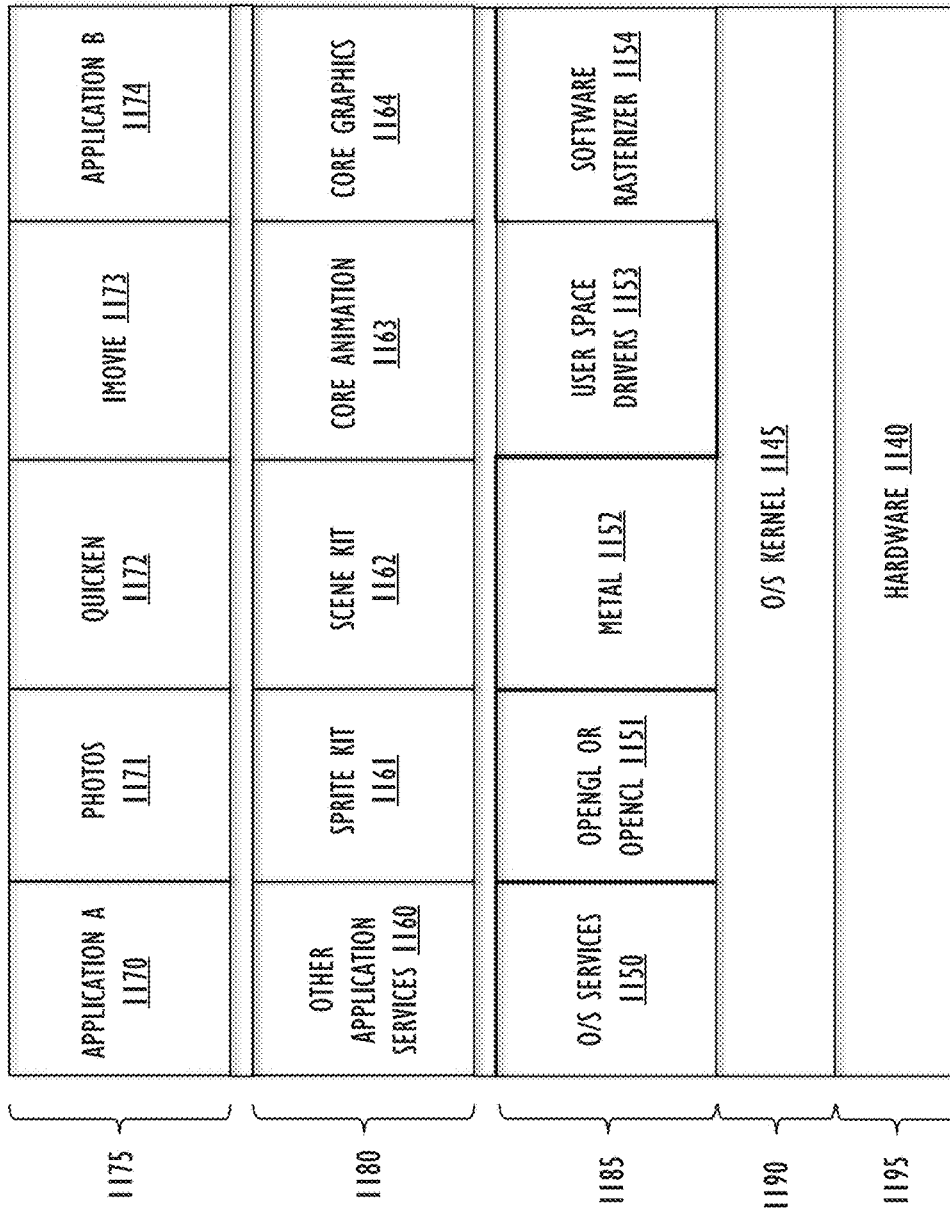 1175
APPLICATION A
1170
PHOTOS
1171
QUICKEN
1172
IMOVIE 1173
APPLICATION B
1174
1180
OTHER
APPLICATION
SERVICES 1160
SPRITE KIT
1161
SCENE KIT
1162
CORE ANIMATION
1163
CORE GRAPHICS
1164
1185
O/S SERVICES
1150
OPENGL OR
OPENCL 1151
METAL 1152
USER SPACE
DRIVERS 1153
SOFTWARE
RASTERIZER 1154
1190
O/S KERNEL 1145
1195
HARDWARE 1140